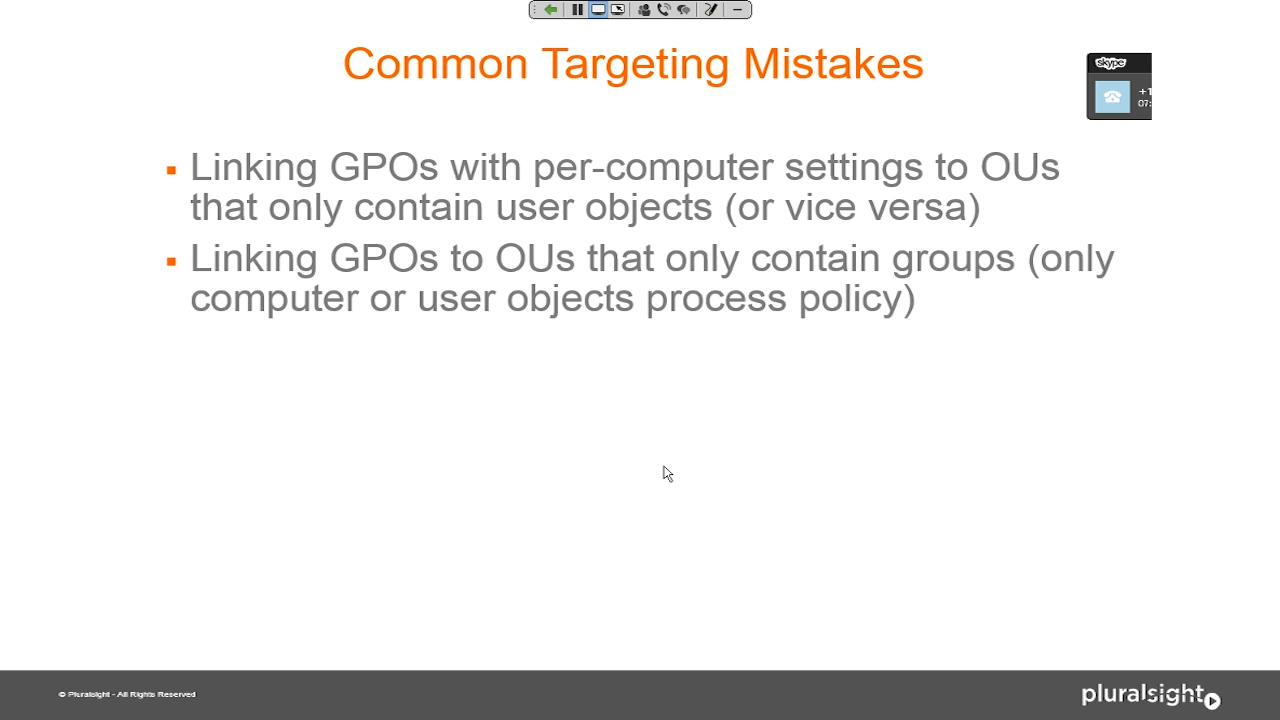 Common Targeting Mistakes
skype
+1
07:
Linking GPOs with per-computer settings to OUs
that only contain user objects (or vice versa)
Linking GPOs to OUs that only contain groups (only
computer or user objects process policy)
© Pluralsight - All Rights Reserved
pluralsight